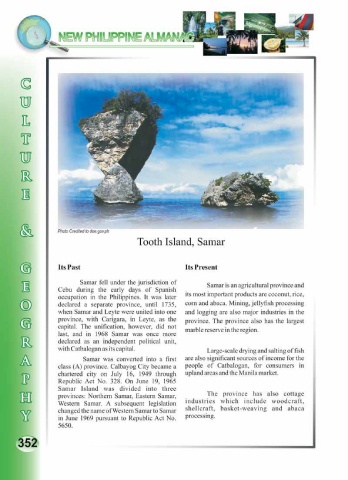 NEW PHILIPPINE ALMANAC
CULTURE
&
GEOGRAPHY
Photo Credited to dee.gov.ph
Tooth Island, Samar
Its Past
Samar fell under the jurisdiction of
Cebu during the early days of Spanish
occupation in the Philippines. It was later
declared a separate province, until 1735,
when Samar and Leyte were united into one
province, with Carigara, in Leyte, as the
capital. The unification, however, did not
last, and in 1968 Samar was once more
declared as an independent political unit,
with Catbalogan as its capital.
Samar was converted into a first
class (A) province. Calbayog City became a
chartered city on July 16, 1949 through
Republic Act No. 328. On June 19, 1965
Samar Island was divided into three
provinces: Northern Samar, Eastern Samar,
Western Samar. A subsequent legislation
changed the name of Western Samar to Samar
in June 1969 pursuant to Republic Act No.
5650.
Its Present
Samar is an agricultural province and
its most important products are coconut, rice,
corn and abaca. Mining, jellyfish processing
and logging are also major industries in the
province. The province also has the largest
marble reserve in the region.
Large-scale drying and salting of fish
are also significant sources of income for the
people of Catbalogan, for consumers in
upland areas and the Manila market.
The province has also cottage
industries which include woodcraft,
shellcraft, basket-weaving and abaca
processing.
352